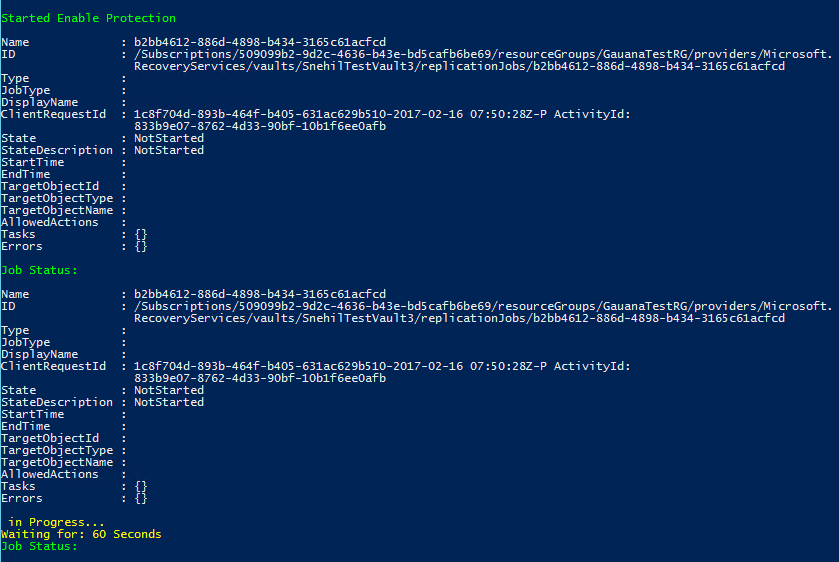 Started Enable Protection
Name : b2bb4612-886d-4898-b434-3165c61acfcd
ID : /Subscriptions/509099b2-9d2c-4636-b43e-bd5cafb6be69/resourceGroups/GauanaTestRG/providers/Microsoft.
RecoveryServices/vaults/SnehilTestVault3/replicationJobs/b2bb4612-886d-4898-b434-3165c61acfcd
Type :
JobType :
DisplayName :
ClientRequestId : 1c8f704d-893b-464f-b405-631ac629b510-2017-02-16 07:50:28Z-P ActivityId:
833b9e07-8762-4d33-90bf-10b1f6ee0afb
State : NotStarted
StateDescription : NotStarted
StartTime :
EndTime :
TargetObjectId :
TargetObjectType :
TargetObjectName :
AllowedActions :
Tasks : {}
Errors : {}
Job Status:
Name : b2bb4612-886d-4898-b434-3165c61acfcd
ID : /Subscriptions/509099b2-9d2c-4636-b43e-bd5cafb6be69/resourceGroups/GauanaTestRG/providers/Microsoft.
RecoveryServices/vaults/SnehilTestVault3/replicationJobs/b2bb4612-886d-4898-b434-3165c61acfcd
Type :
JobType :
DisplayName :
ClientRequestId : 1c8f704d-893b-464f-b405-631ac629b510-2017-02-16 07:50:28Z-P ActivityId:
833b9e07-8762-4d33-90bf-10b1f6ee0afb
State : NotStarted
StateDescription : NotStarted
StartTime :
EndTime :
TargetObjectId :
TargetObjectType :
TargetObjectName :
AllowedActions :
Tasks : {}
Errors : {}
in Progress...
Waiting for: 60 Seconds
Job Status: